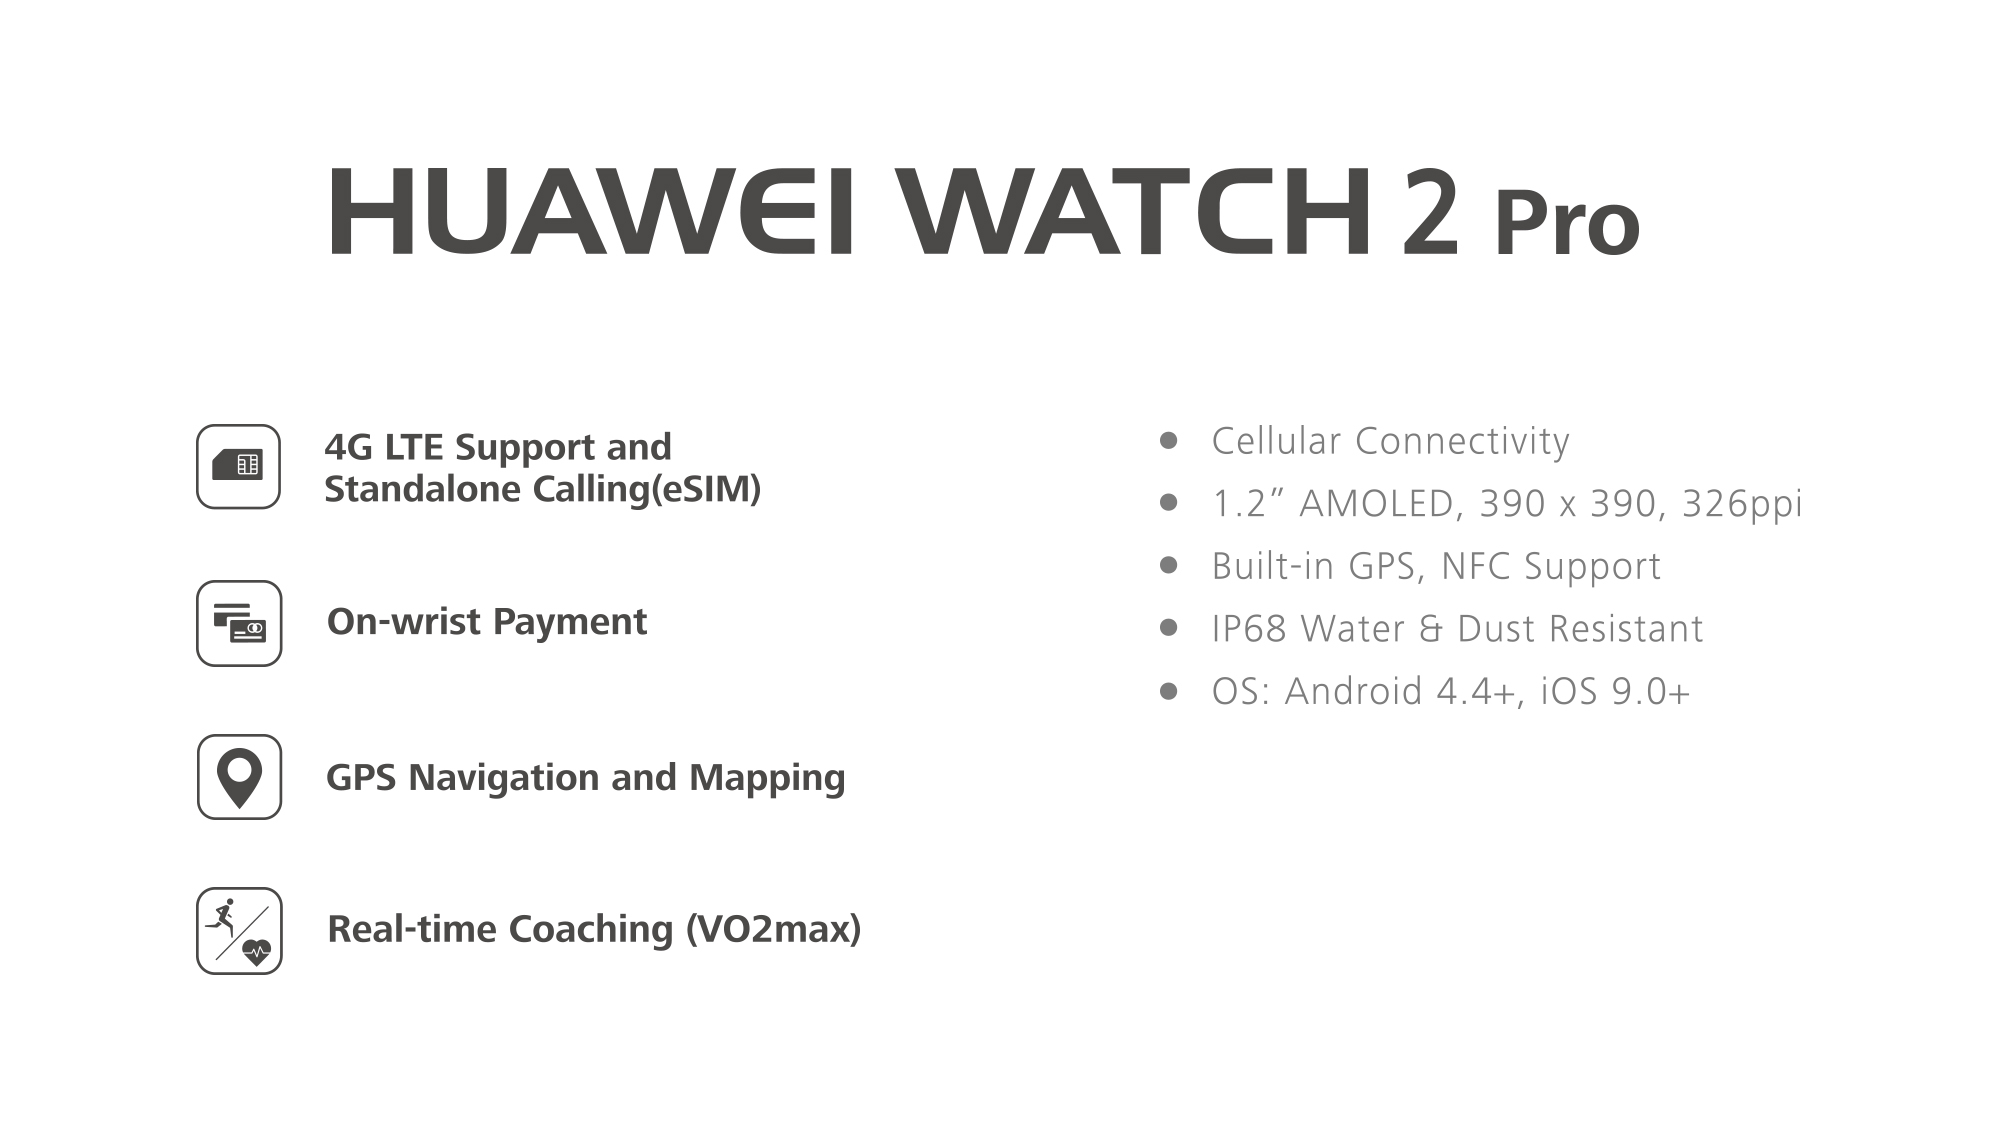 HUAWEI WATCH 2 Pro
4G LTE Support and
Standalone Calling(eSIM)
On-wrist Payment
GPS Navigation and Mapping
Real-time Coaching (VO2max)
● Cellular Connectivity
● 1.2” AMOLED, 390 x 390, 326ppi
● Built-in GPS, NFC Support
● IP68 Water & Dust Resistant
● OS: Android 4.4+, iOS 9.0+